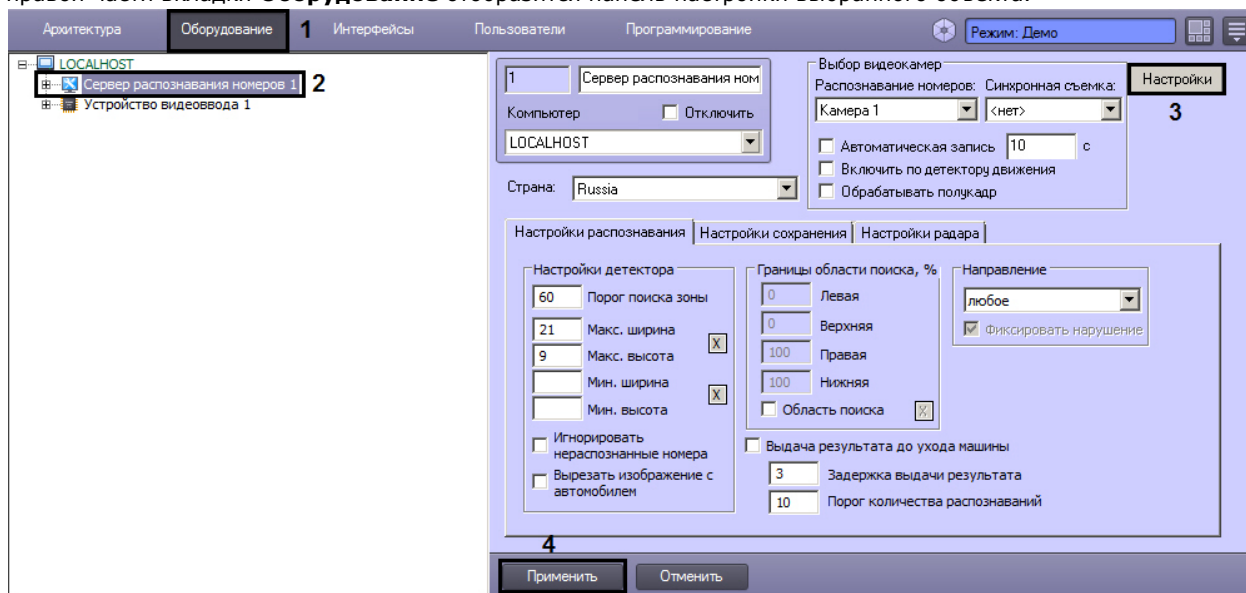 правой части вкладки Оборудование отобразится панель настройки выбранного объекта.
Архитектура Оборудование 1 Интерфейсы Пользователи Программирование Режим: Демо
LOCALHOST
Сервер распознавания номеров 1 2
Устройство видеоввода 1
1 Сервер распознавания ном
Компьютер Отключить
LOCALHOST
Страна: Russia
Выбор видеокамер
Распознавание номеров: Синхронная съемка:
Камера 1 <нет>
Автоматическая запись 10 с
Включить по детектору движения
Обрабатывать полукадр
Настройки
3
Настройки распознавания Настройки сохранения Настройки радара
Настройки детектора
60 Порог поиска зоны
21 Макс. ширина
X
9 Макс. высота
Мин. ширина
X
Мин. высота
Игнорировать
нераспознанные номера
Вырезать изображение с
автомобилем
Границы области поиска, %
0 Левая
0 Верхняя
100 Правая
100 Нижняя
Область поиска X
Направление
любое
Фиксировать нарушение
Выдача результата до ухода машины
3 Задержка выдачи результата
10 Порог количества распознаваний
4
Применить Отменить